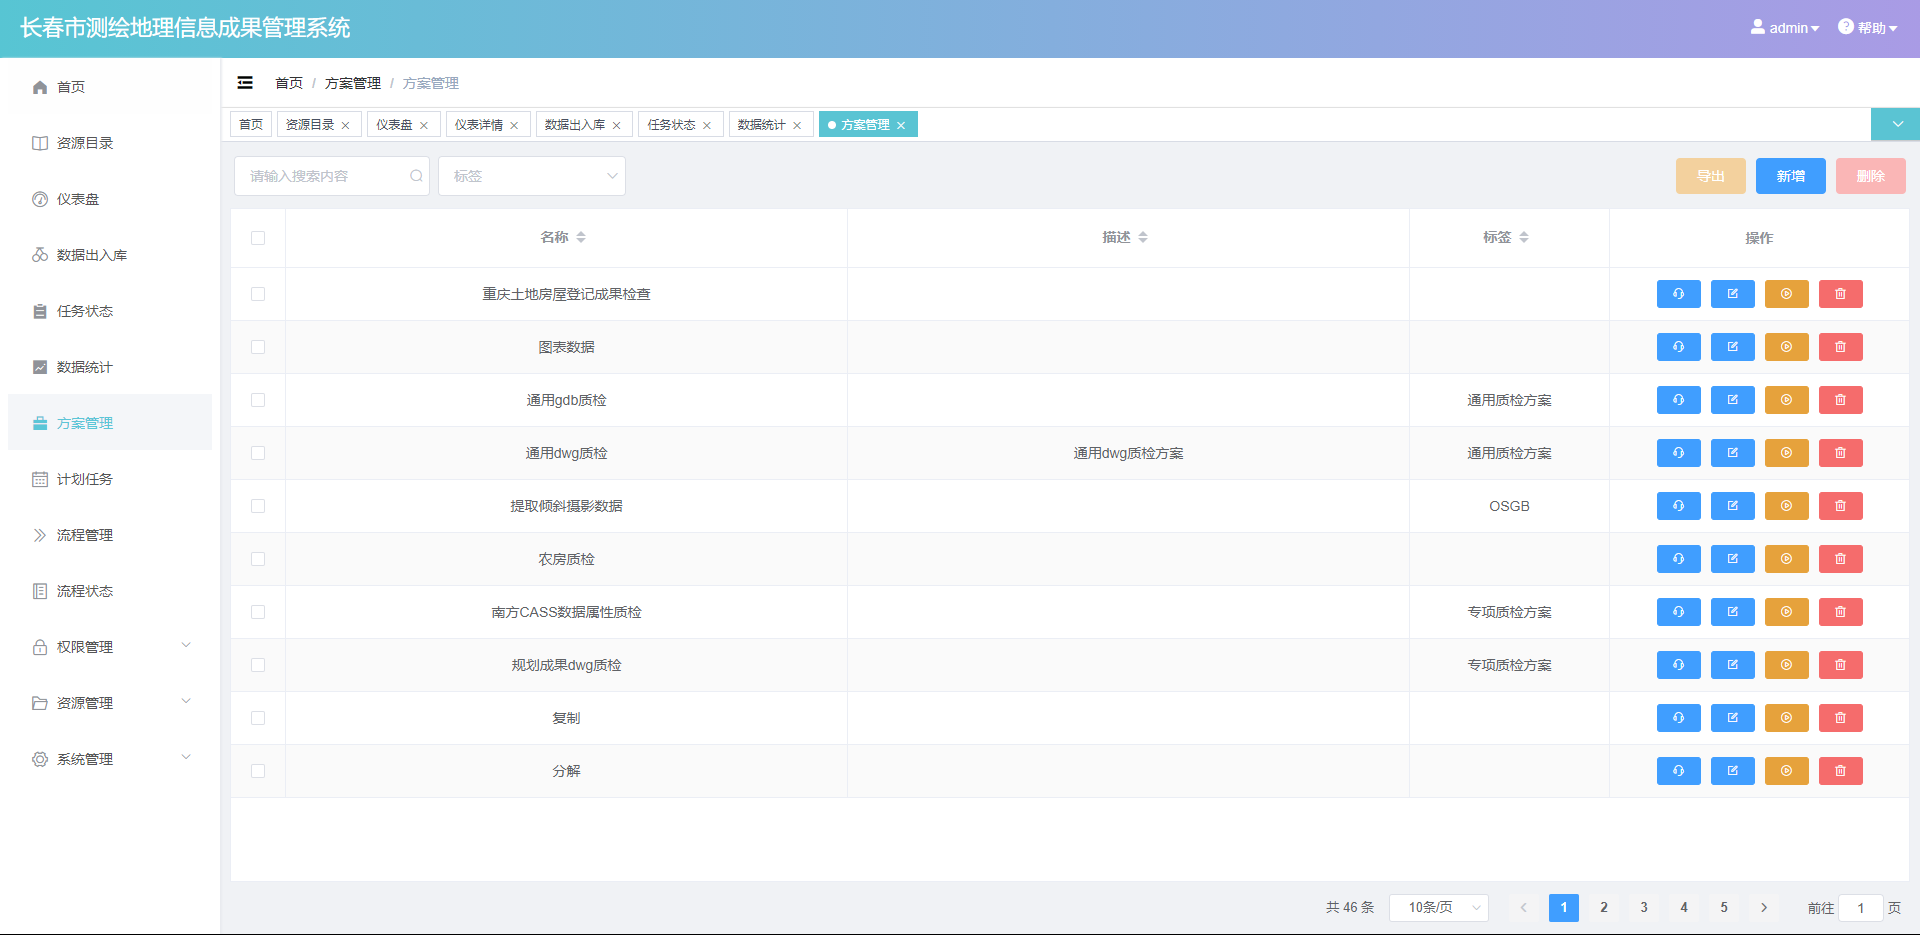 长春市测绘地理信息成果管理系统
admin
帮助
首页
资源目录
仪表盘
数据出入库
任务状态
数据统计
方案管理
计划任务
流程管理
流程状态
权限管理
资源管理
系统管理
首页 / 方案管理 / 方案管理
首页 资源目录 仪表盘 仪表详情 数据出入库 任务状态 数据统计 方案管理
请输入搜索内容 标签 导出 新增 删除
名称 描述 标签 操作
重庆土地房屋登记成果检查
图表数据
通用gdb质检 通用质检方案
通用dwg质检 通用dwg质检方案 通用质检方案
提取倾斜摄影数据 OSGB
农房质检
南方CASS数据属性质检 专项质检方案
规划成果dwg质检 专项质检方案
复制
分解
共 46 条 10条/页 1 2 3 4 5 前往 1 页